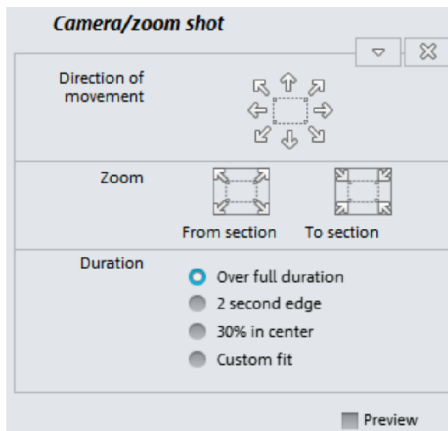 Camera/zoom shot
Direction of
movement
Zoom
From section To section
Duration
Over full duration
2 second edge
30% in center
Custom fit
Preview